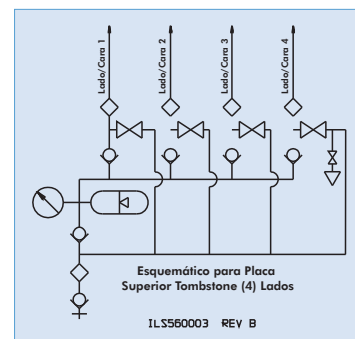 Lado/Cara 1
Lado/Cara 2
Lado/Cara 3
Lado/Cara 4
Esquemático para Placa
Superior Tombstone (4) Lados
ILS560003 REV B